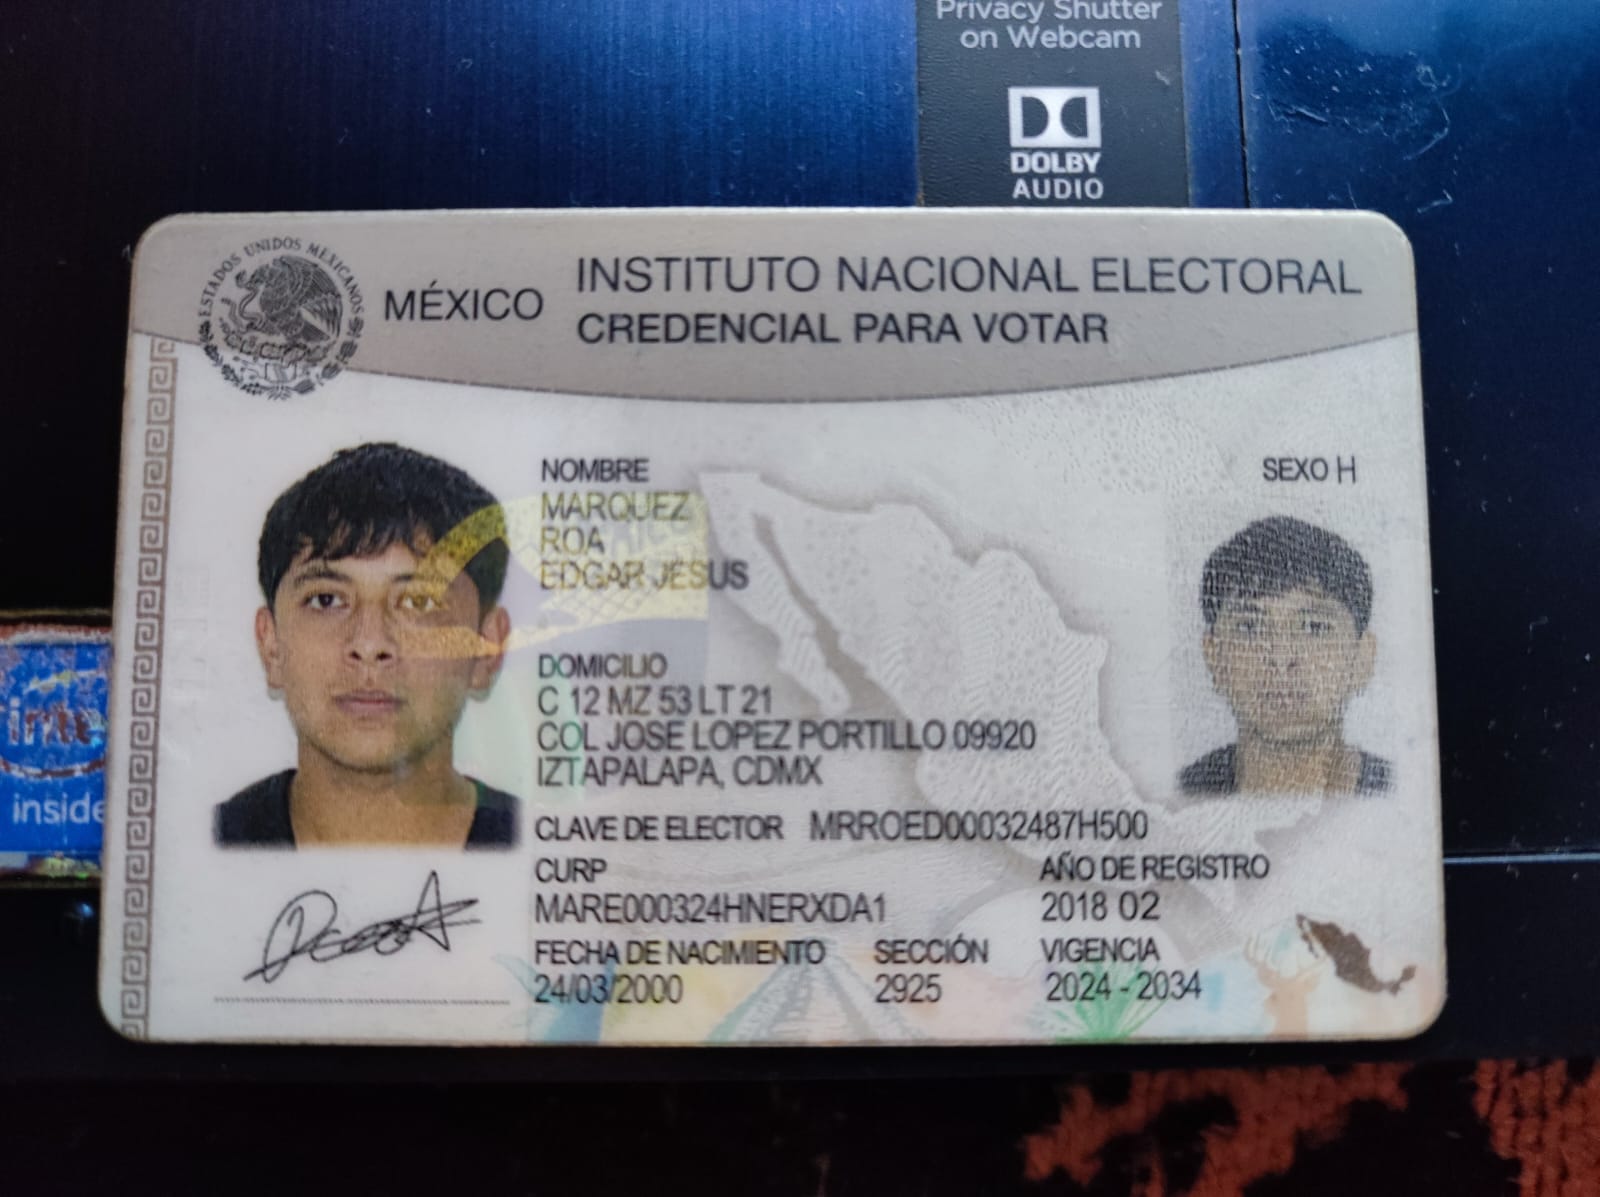 Privacy Shutter
on Webcam
DOLBY
AUDIO
ESTADOS UNIDOS MEXICANOS
MÉXICO
INSTITUTO NACIONAL ELECTORAL
CREDENCIAL PARA VOTAR
NOMBRE
MARQUEZ
ROA
EDGAR JESUS
SEXO H
DOMICILIO
C 12 MZ 53 LT 21
COL JOSE LOPEZ PORTILLO 09920
IZTAPALAPA, CDMX
CLAVE DE ELECTOR MRROED00032487H500
CURP
MARE000324HNERXDA1
AÑO DE REGISTRO
2018 02
FECHA DE NACIMIENTO
24/03/2000
SECCIÓN
2925
VIGENCIA
2024 - 2034
intel
inside